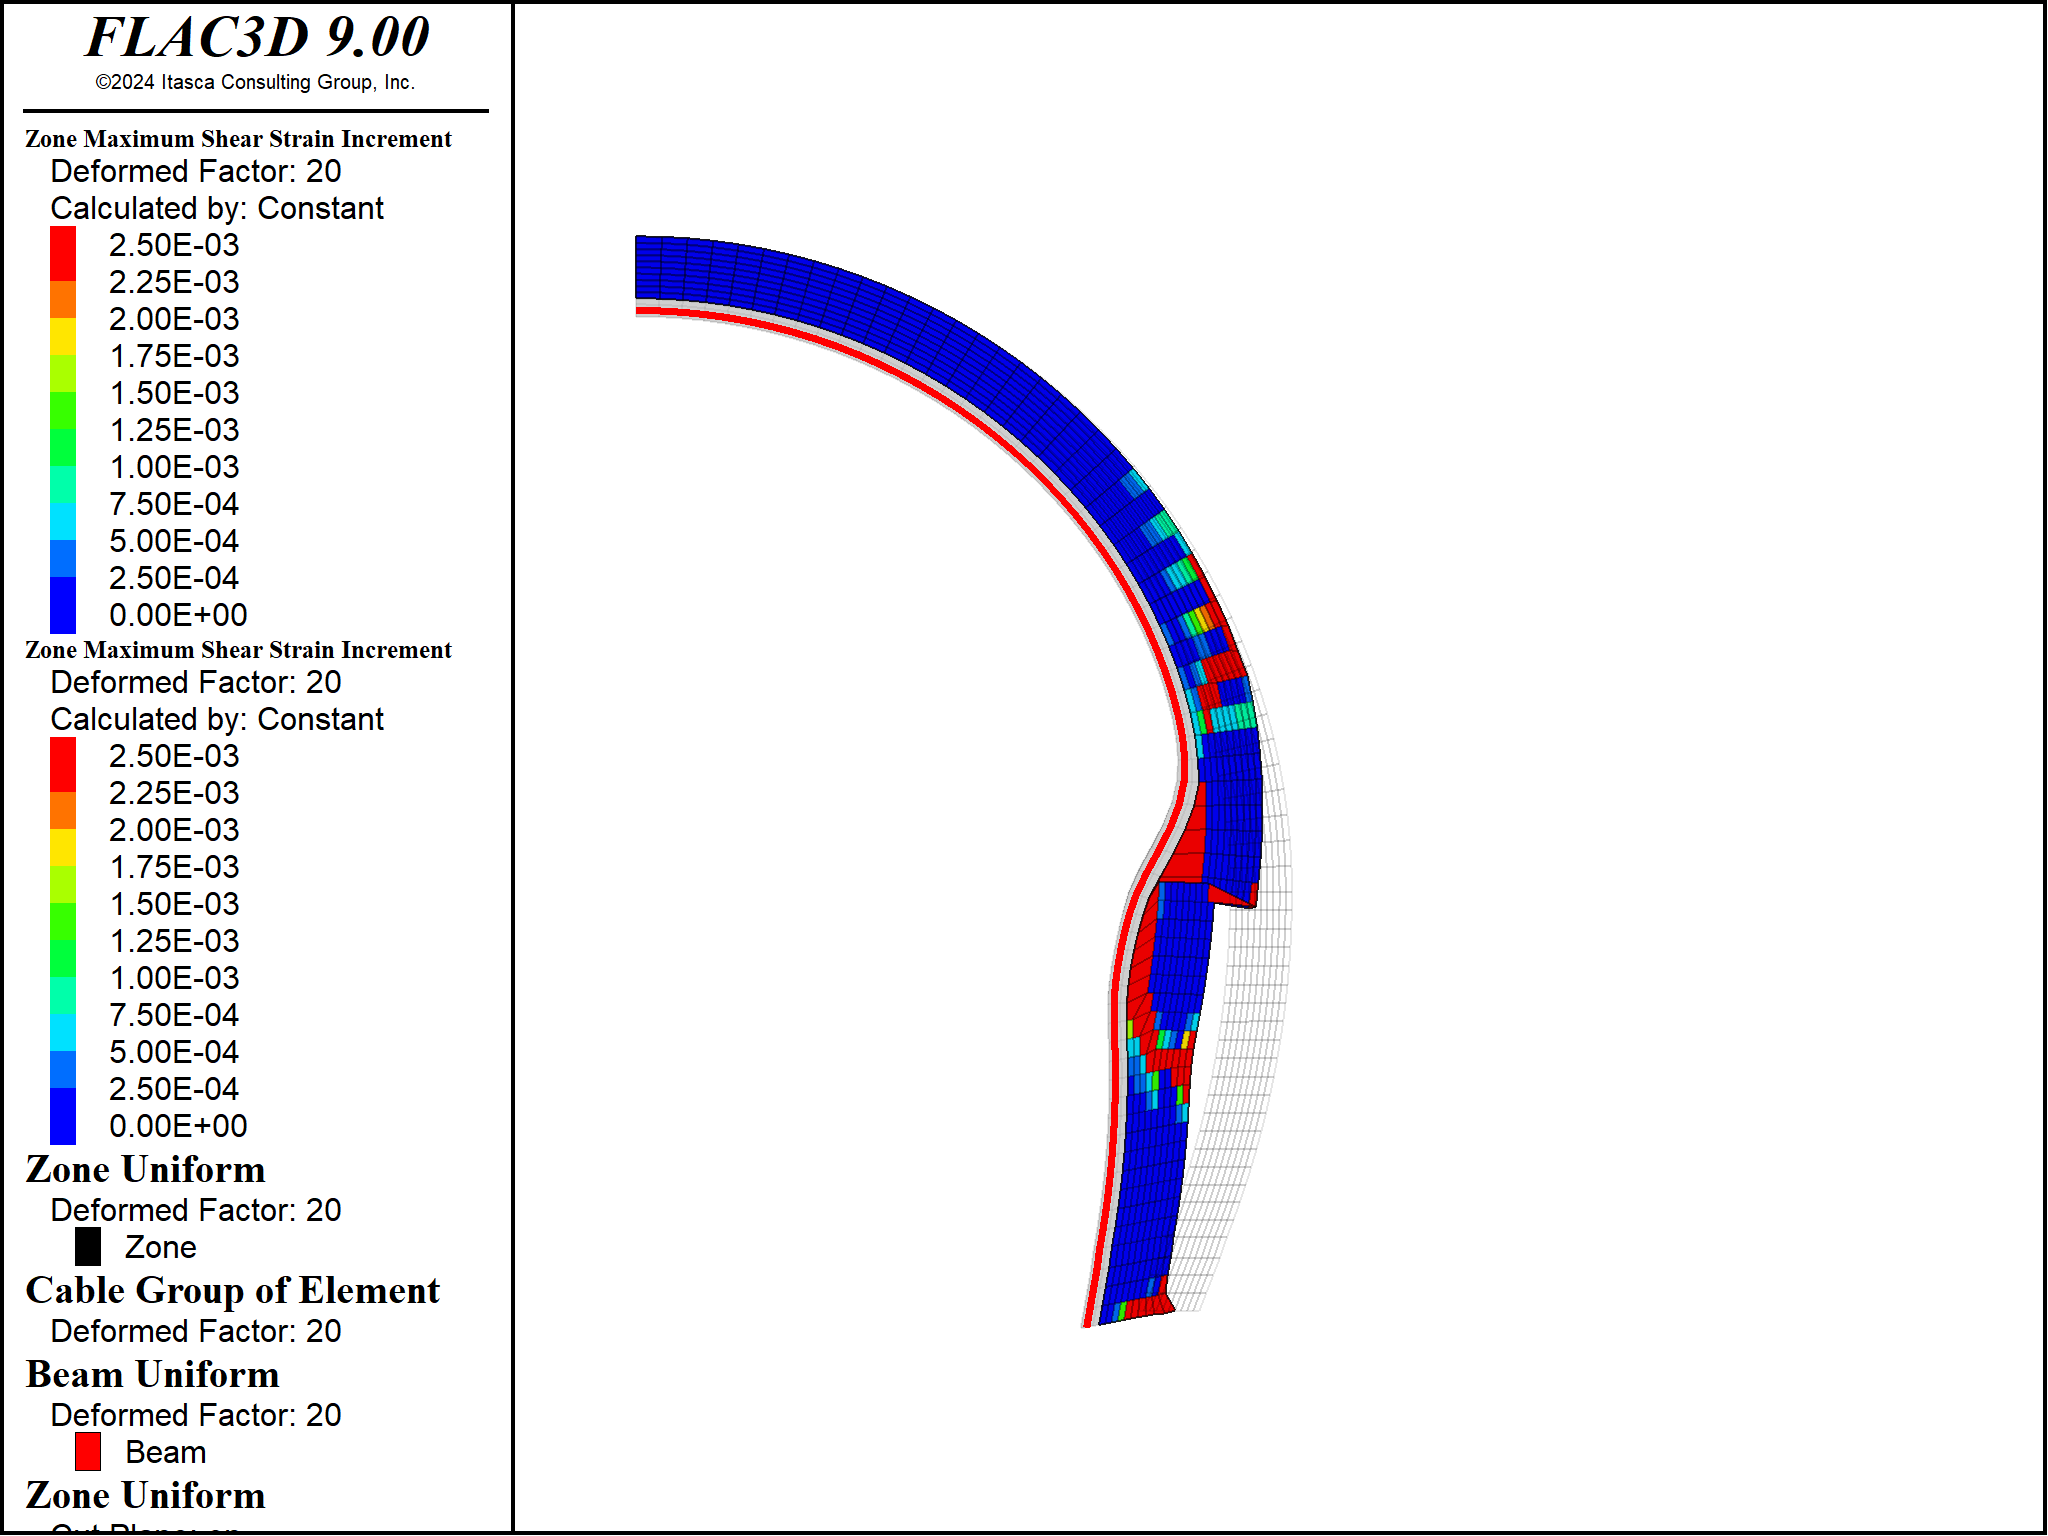 FLAC3D 9.00
©2024 Itasca Consulting Group, Inc.
Zone Maximum Shear Strain Increment
Deformed Factor: 20
Calculated by: Constant
2.50E-03
2.25E-03
2.00E-03
1.75E-03
1.50E-03
1.25E-03
1.00E-03
7.50E-04
5.00E-04
2.50E-04
0.00E+00
Zone Maximum Shear Strain Increment
Deformed Factor: 20
Calculated by: Constant
2.50E-03
2.25E-03
2.00E-03
1.75E-03
1.50E-03
1.25E-03
1.00E-03
7.50E-04
5.00E-04
2.50E-04
0.00E+00
Zone Uniform
Deformed Factor: 20
Zone
Cable Group of Element
Deformed Factor: 20
Beam Uniform
Deformed Factor: 20
Beam
Zone Uniform